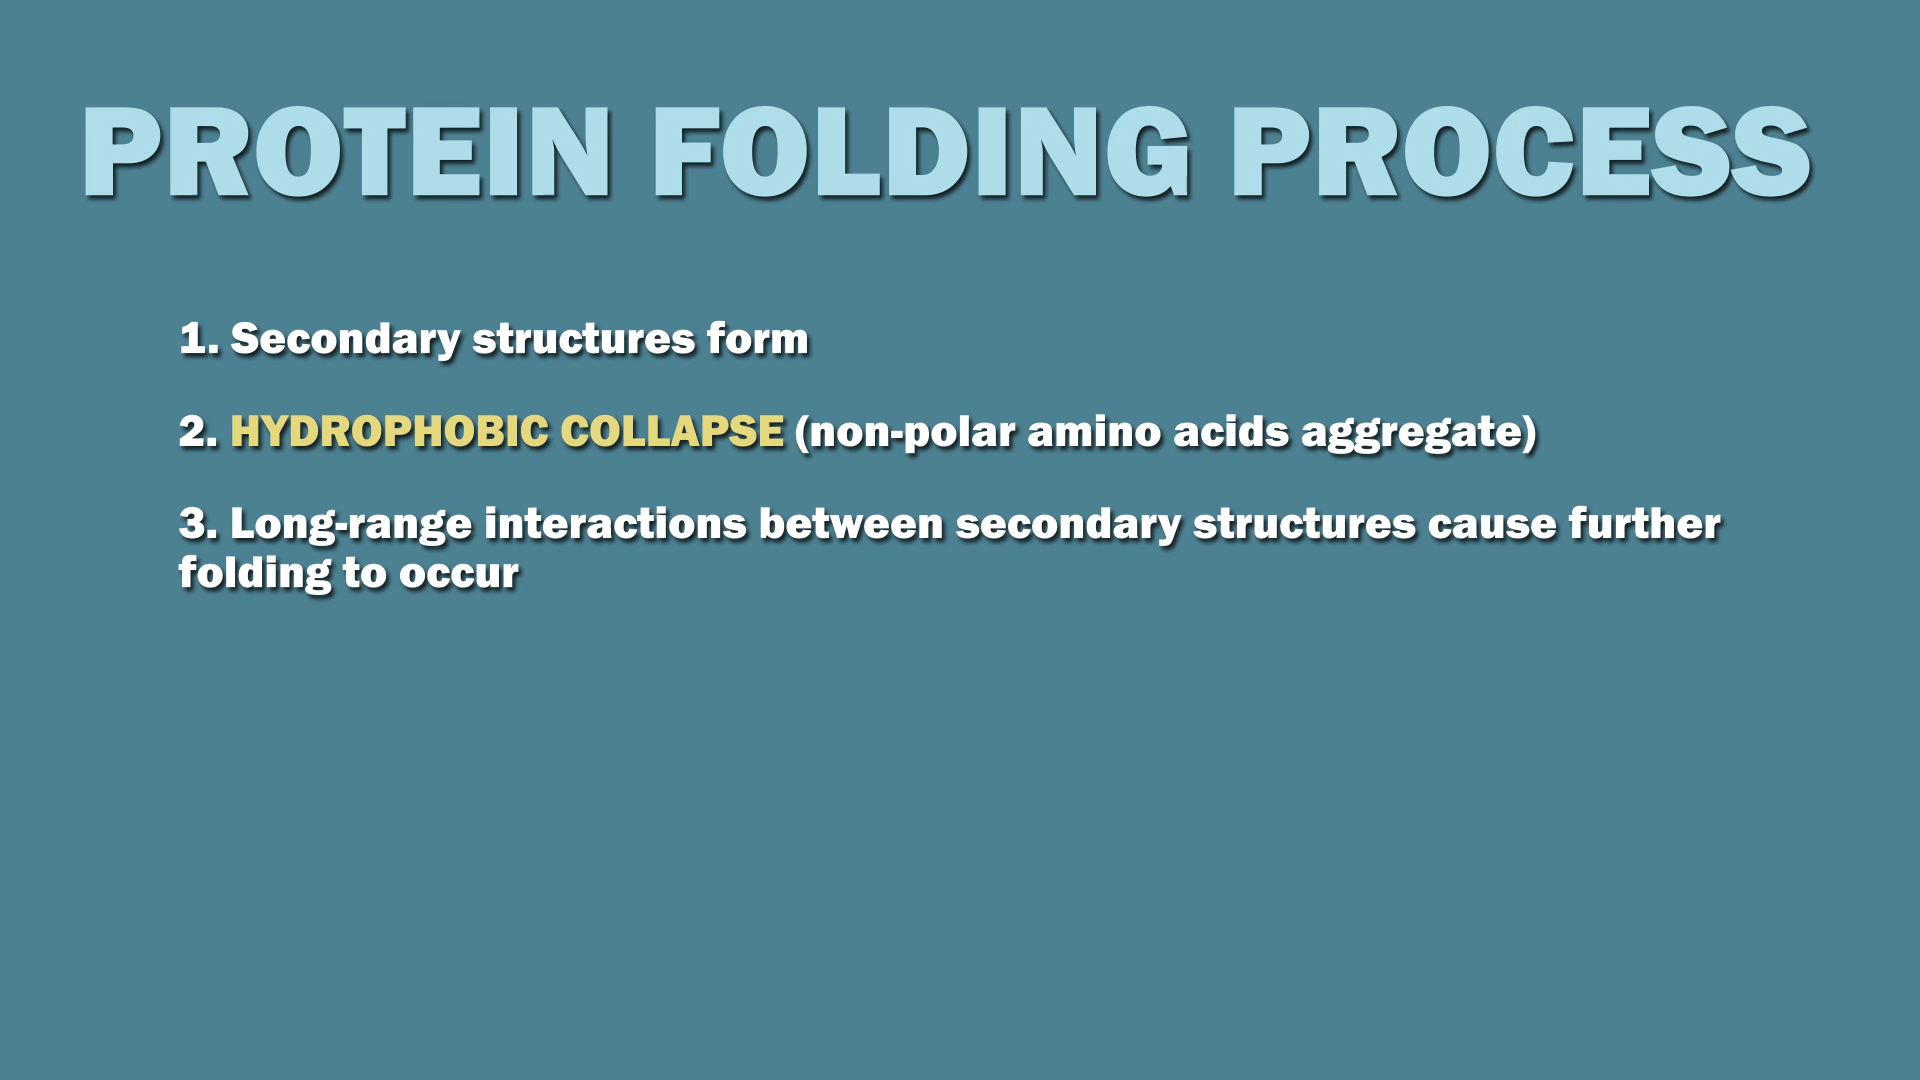 PROTEIN FOLDING PROCESS
1. Secondary structures form
2. HYDROPHOBIC COLLAPSE (non-polar amino acids aggregate)
3. Long-range interactions between secondary structures cause further
folding to occur